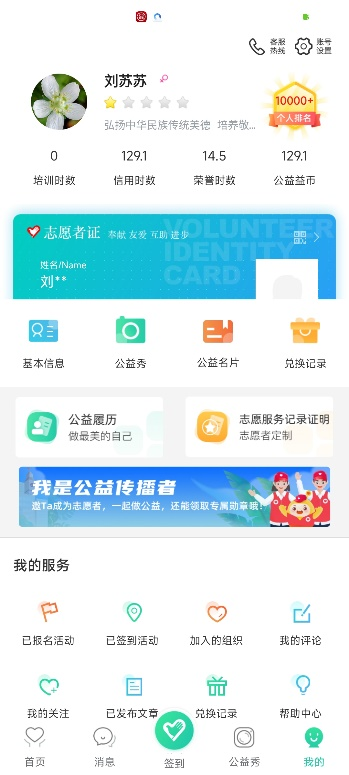 客服
热线
账号
设置
刘苏苏
10000+
个人排名
弘扬中华民族传统美德 培养敬...
0 129.1 14.5 129.1
培训时数 信用时数 荣誉时数 公益益币
VOLUNTEER
IDENTITY
CARD
志愿者证 奉献 友爱 互助 进步
姓名/Name
刘**
基本信息 公益秀 公益名片 兑换记录
公益履历
做最美的自己
志愿服务记录证明
志愿者定制
我是公益传播者
邀Ta成为志愿者，一起做公益，还能领取专属勋章哦！
我的服务
已报名活动 已签到活动 加入的组织 我的评论
我的关注 已发布文章 兑换记录 帮助中心
首页 消息 签到 公益秀 我的